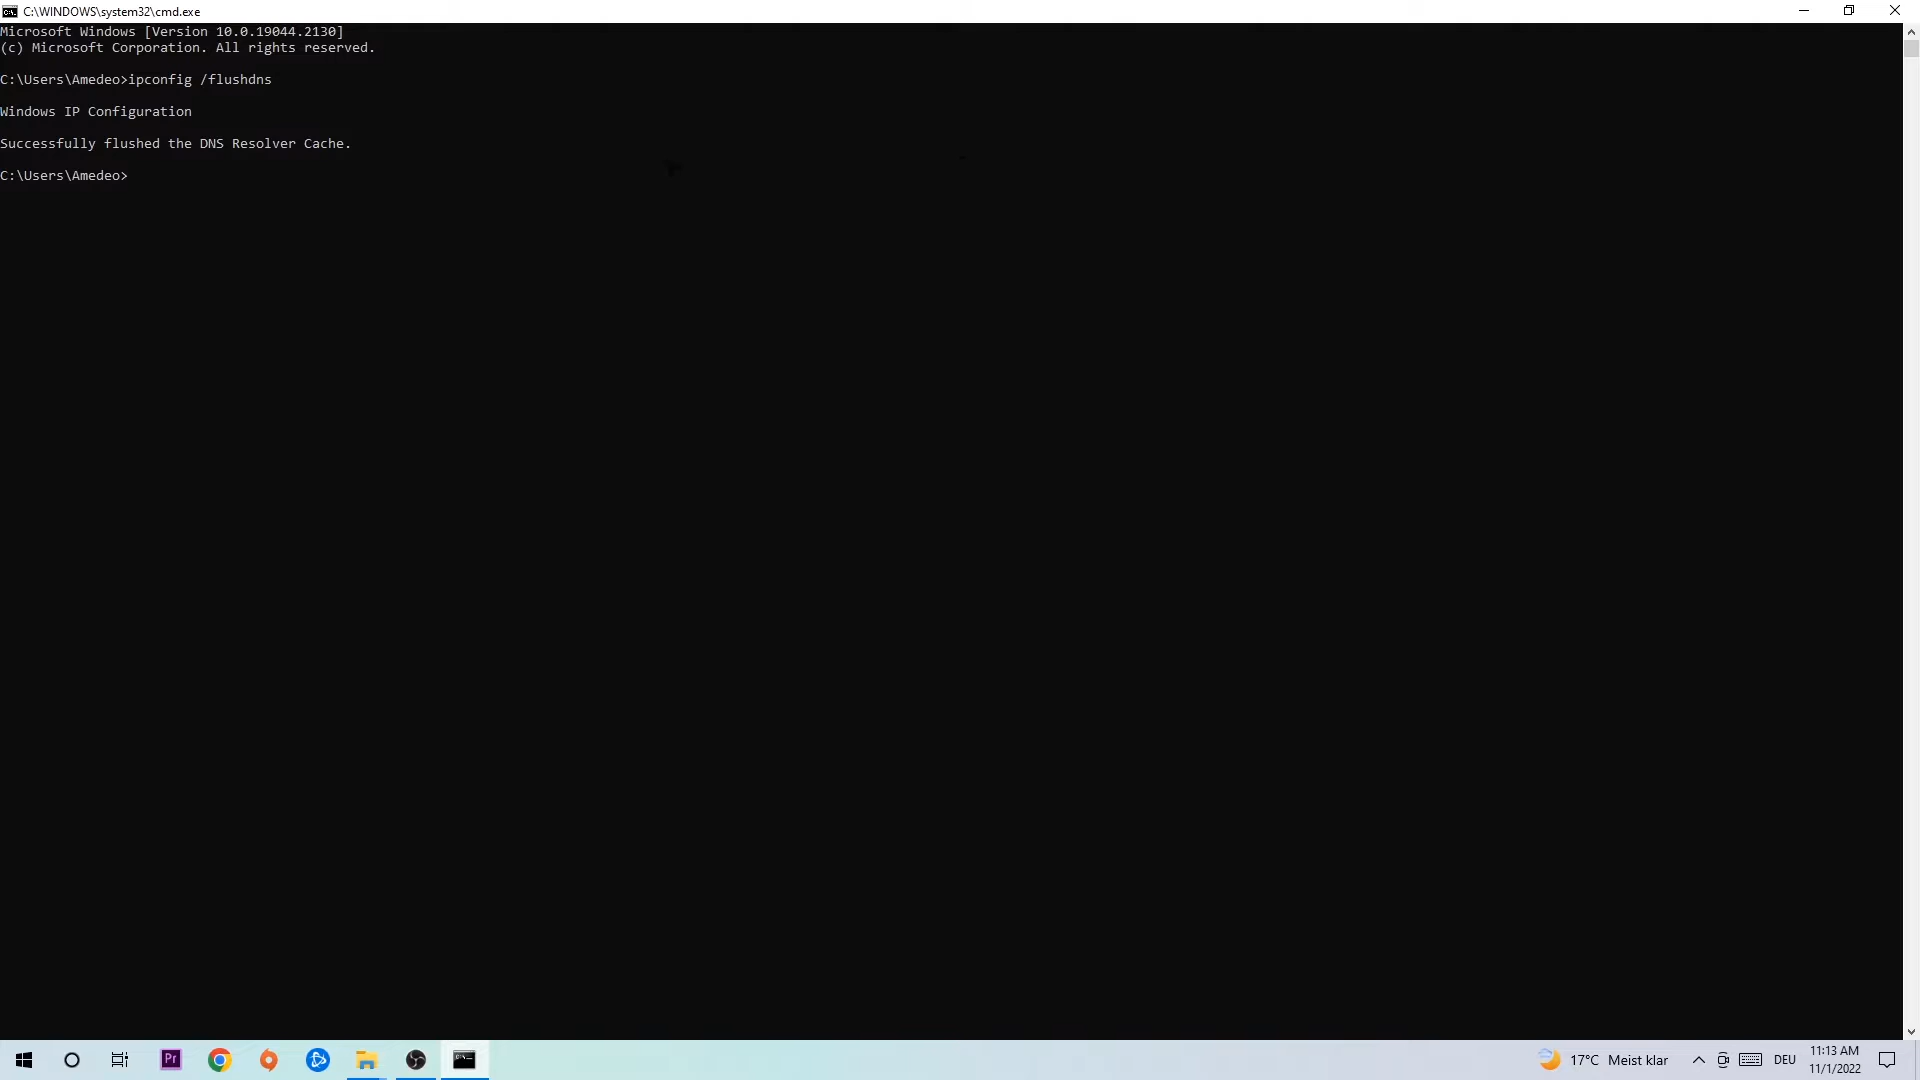 C:\WINDOWS\system32\cmd.exe
Microsoft Windows [Version 10.0.19044.2130]
(c) Microsoft Corporation. All rights reserved.
C:\Users\Amedeo>ipconfig /flushdns
Windows IP Configuration
Successfully flushed the DNS Resolver Cache.
C:\Users\Amedeo>
Pr
17°C Meist klar
DEU
11:13 AM
11/1/2022